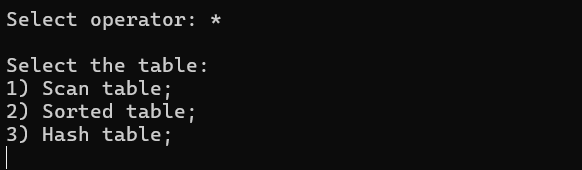 Select operator: *
Select the table:
1) Scan table;
2) Sorted table;
3) Hash table;